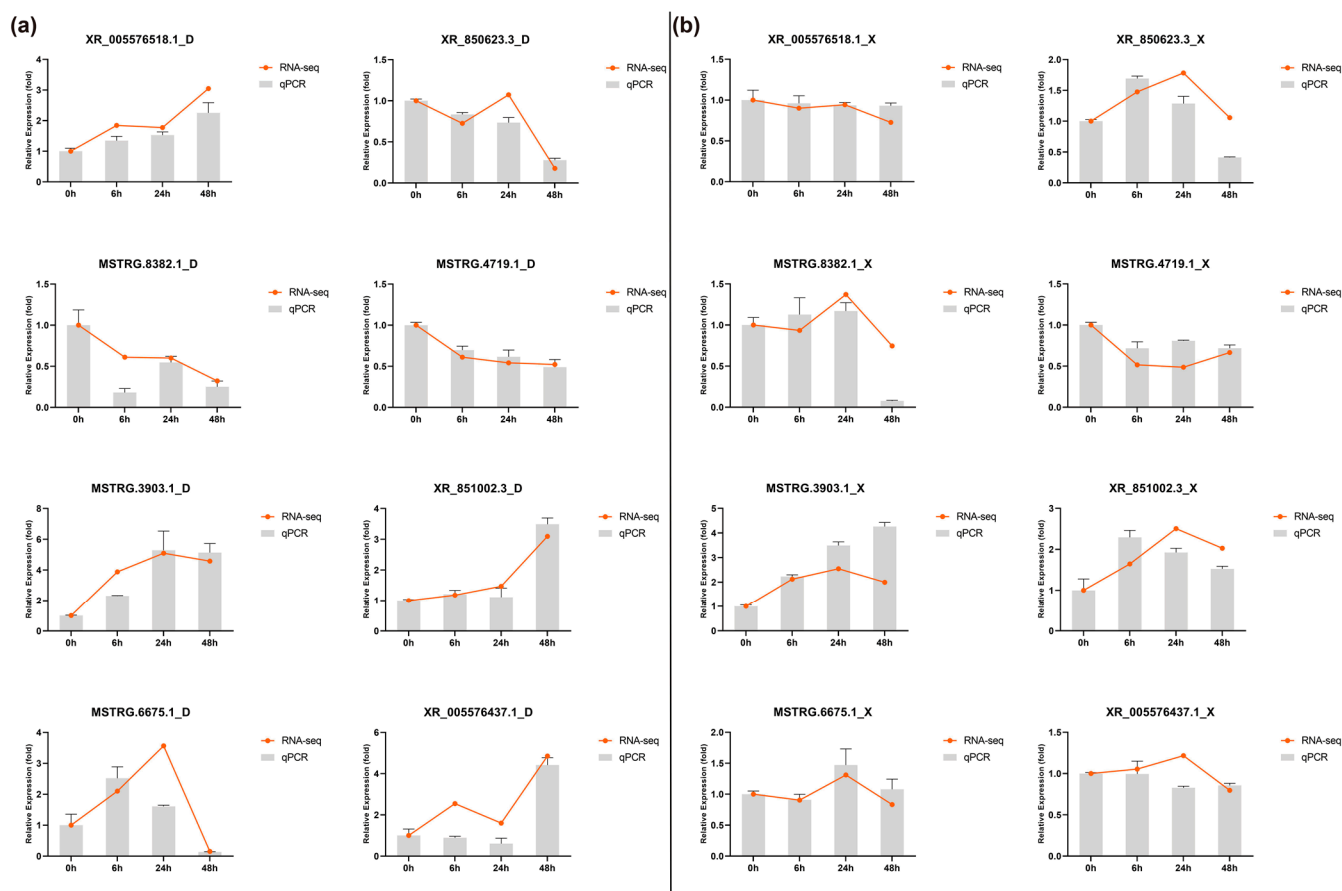 (a)
XR_005576518.1_D
Relative Expression (fold)
4
3
2
1
0
0h 6h 24h 48h
RNA-seq
qPCR
XR_850623.3_D
Relative Expression (fold)
1.5
1.0
0.5
0.0
0h 6h 24h 48h
RNA-seq
qPCR
MSTRG.8382.1_D
Relative Expression (fold)
1.5
1.0
0.5
0.0
0h 6h 24h 48h
RNA-seq
qPCR
MSTRG.4719.1_D
Relative Expression (fold)
1.5
1.0
0.5
0.0
0h 6h 24h 48h
RNA-seq
qPCR
MSTRG.3903.1_D
Relative Expression (fold)
8
6
4
2
0
0h 6h 24h 48h
RNA-seq
qPCR
XR_851002.3_D
Relative Expression (fold)
4
3
2
1
0
0h 6h 24h 48h
RNA-seq
qPCR
MSTRG.6675.1_D
Relative Expression (fold)
4
3
2
1
0
0h 6h 24h 48h
RNA-seq
qPCR
XR_005576437.1_D
Relative Expression (fold)
6
4
2
0
0h 6h 24h 48h
RNA-seq
qPCR
(b)
XR_005576518.1_X
Relative Expression (fold)
1.5
1.0
0.5
0.0
0h 6h 24h 48h
RNA-seq
qPCR
XR_850623.3_X
Relative Expression (fold)
2.0
1.5
1.0
0.5
0.0
0h 6h 24h 48h
RNA-seq
qPCR
MSTRG.8382.1_X
Relative Expression (fold)
1.5
1.0
0.5
0.0
0h 6h 24h 48h
RNA-seq
qPCR
MSTRG.4719.1_X
Relative Expression (fold)
1.5
1.0
0.5
0.0
0h 6h 24h 48h
RNA-seq
qPCR
MSTRG.3903.1_X
Relative Expression (fold)
5
4
3
2
1
0
0h 6h 24h 48h
RNA-seq
qPCR
XR_851002.3_X
Relative Expression (fold)
3
2
1
0
0h 6h 24h 48h
RNA-seq
qPCR
MSTRG.6675.1_X
Relative Expression (fold)
2.0
1.5
1.0
0.5
0.0
0h 6h 24h 48h
RNA-seq
qPCR
XR_005576437.1_X
Relative Expression (fold)
1.5
1.0
0.5
0.0
0h 6h 24h 48h
RNA-seq
qPCR